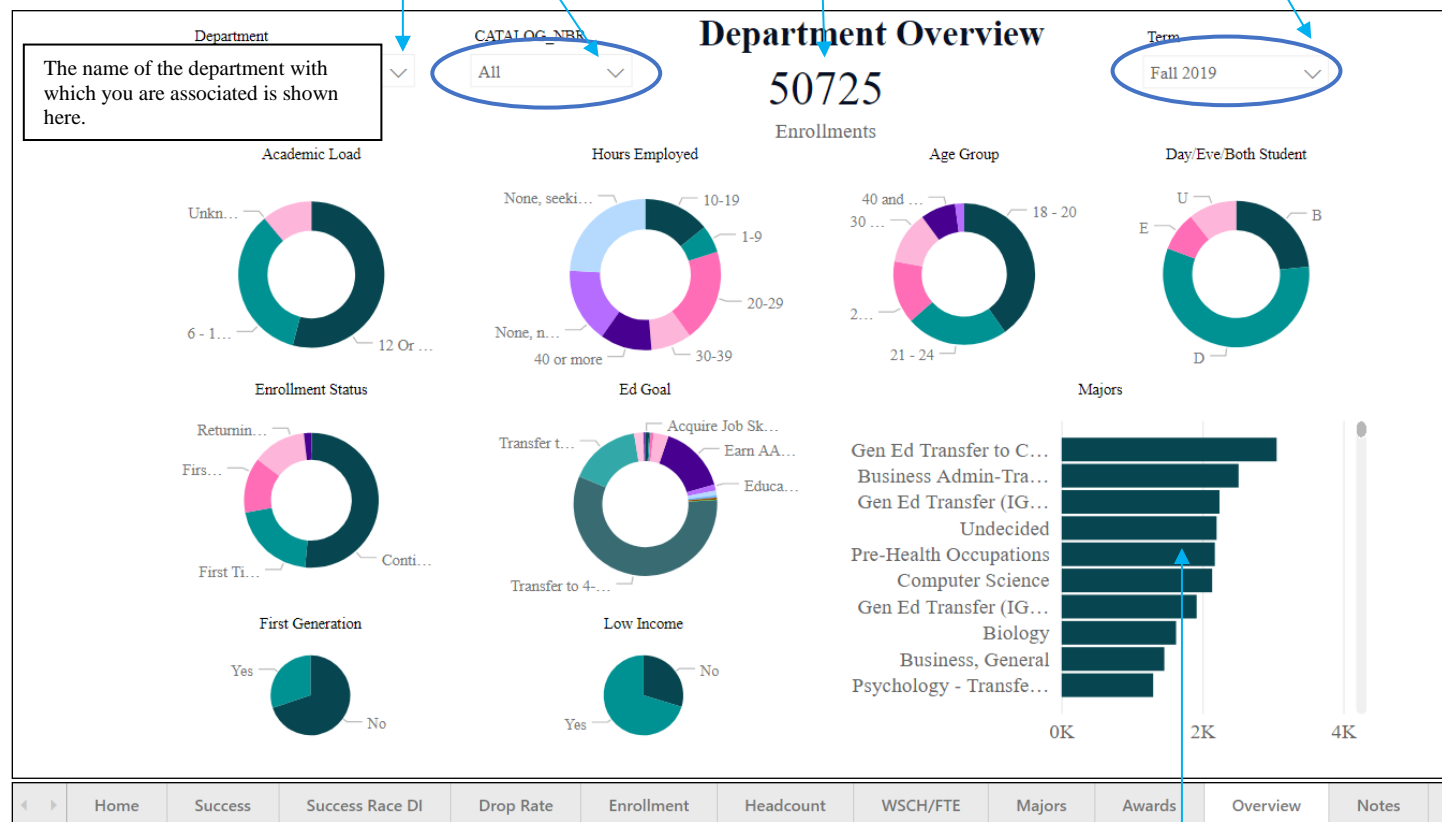 Department
CATALOG_NBR
Department Overview
Term
The name of the department with
which you are associated is shown
here.
All
Fall 2019
50725
Enrollments
Academic Load
Hours Employed
Age Group
Day/Eve/Both Student
Unkn...
6 - 1...
12 Or ...
None, seeki...
10-19
1-9
20-29
30-39
40 or more
None, n...
40 and ...
30 ...
2...
21 - 24
18 - 20
U
E
B
D
Enrollment Status
Ed Goal
Majors
Returnin...
Firs...
First Ti...
Conti...
Transfer t...
Acquire Job Sk...
Earn AA...
Educa...
Transfer to 4-...
Gen Ed Transfer to C...
Business Admin-Tra...
Gen Ed Transfer (IG...
Undecided
Pre-Health Occupations
Computer Science
Gen Ed Transfer (IG...
Biology
Business, General
Psychology - Transfe...
0K
2K
4K
First Generation
Low Income
Yes
No
No
Yes
Home
Success
Success Race DI
Drop Rate
Enrollment
Headcount
WSCH/FTE
Majors
Awards
Overview
Notes